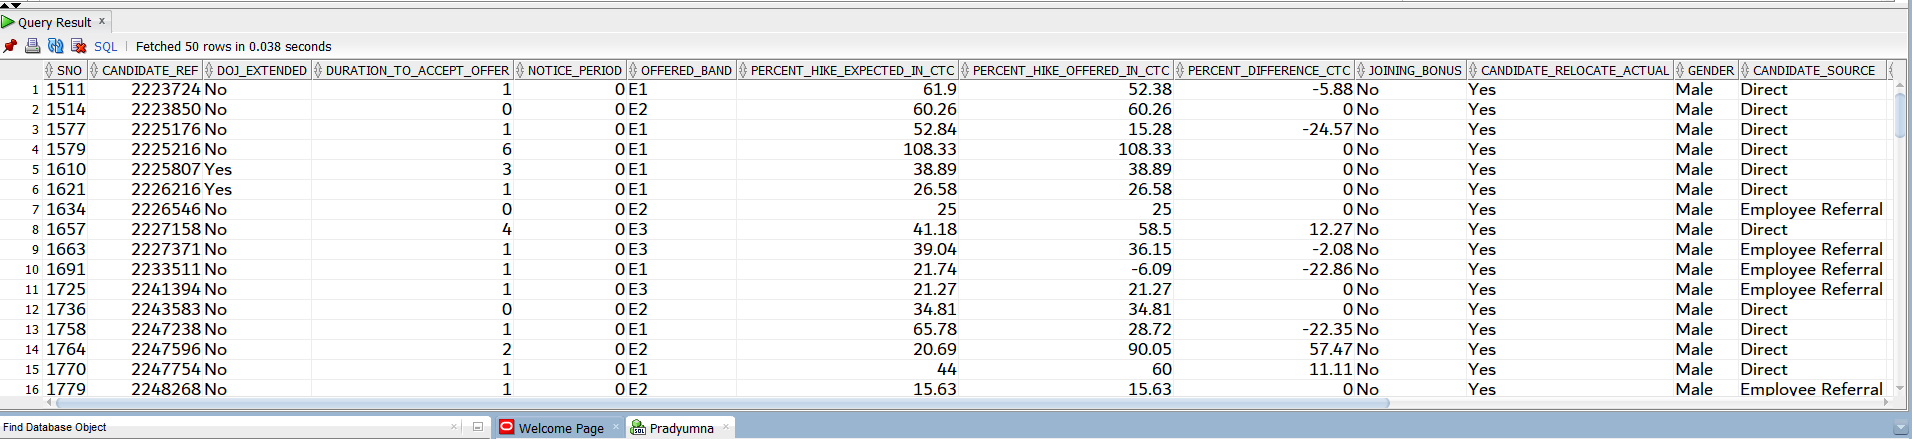 Query Result x
SQL | Fetched 50 rows in 0.038 seconds
SNO CANDIDATE_REF DOJ_EXTENDED DURATION_TO_ACCEPT_OFFER NOTICE_PERIOD OFFERED_BAND PERCENT_HIKE_EXPECTED_IN_CTC PERCENT_HIKE_OFFERED_IN_CTC PERCENT_DIFFERENCE_CTC JOINING_BONUS CANDIDATE_RELOCATE_ACTUAL GENDER CANDIDATE_SOURCE
1 1511 2223724 No 1 0 E1 61.9 52.38 -5.88 No Yes Male Direct
2 1514 2223850 No 0 0 E2 60.26 60.26 0 No Yes Male Direct
3 1577 2225176 No 1 0 E1 52.84 15.28 -24.57 No Yes Male Direct
4 1579 2225216 No 6 0 E1 108.33 108.33 0 No Yes Male Direct
5 1610 2225807 Yes 3 0 E1 38.89 38.89 0 No Yes Male Direct
6 1621 2226216 Yes 1 0 E1 26.58 26.58 0 No Yes Male Direct
7 1634 2226546 No 0 0 E2 25 25 0 No Yes Male Employee Referral
8 1657 2227158 No 4 0 E3 41.18 58.5 12.27 No Yes Male Direct
9 1663 2227371 No 1 0 E3 39.04 36.15 -2.08 No Yes Male Employee Referral
10 1691 2233511 No 1 0 E1 21.74 -6.09 -22.86 No Yes Male Employee Referral
11 1725 2241394 No 1 0 E3 21.27 21.27 0 No Yes Male Employee Referral
12 1736 2243583 No 0 0 E2 34.81 34.81 0 No Yes Male Direct
13 1758 2247238 No 1 0 E1 65.78 28.72 -22.35 No Yes Male Direct
14 1764 2247596 No 2 0 E2 20.69 90.05 57.47 No Yes Male Direct
15 1770 2247754 No 1 0 E1 44 60 11.11 No Yes Male Direct
16 1779 2248268 No 1 0 E2 15.63 15.63 0 No Yes Male Employee Referral
Find Database Object Welcome Page Pradyumna